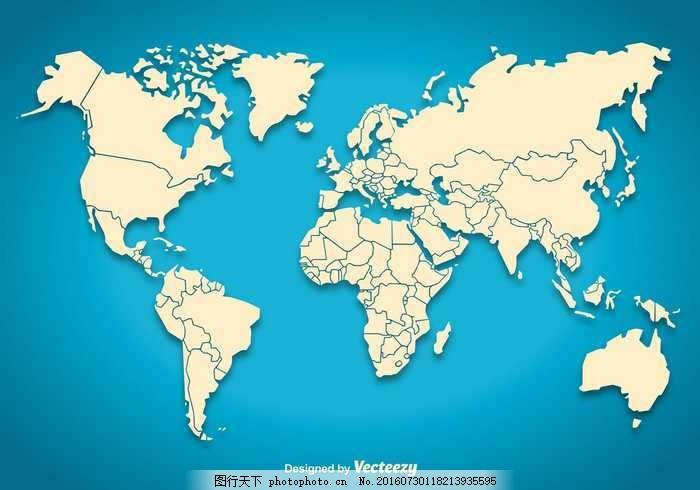 Designed by Vecteezy
图行天下 photophoto.cn No.20160730118213935595